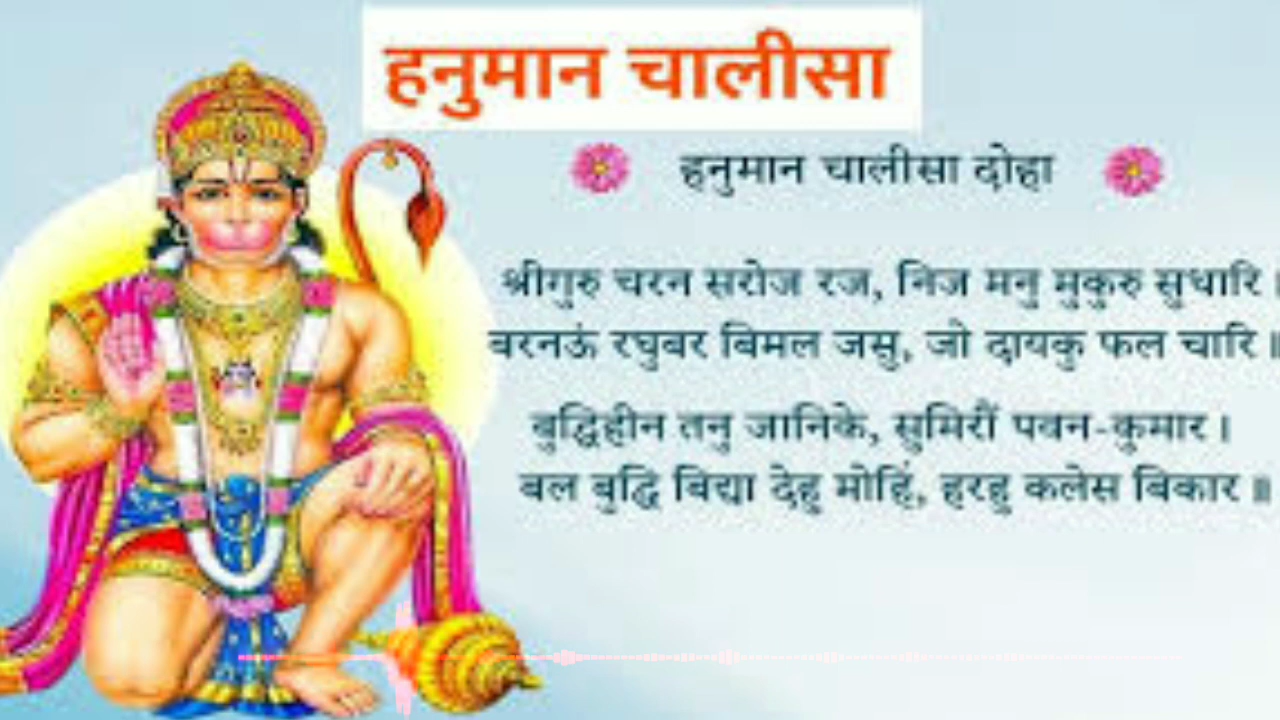 हनुमान चालीसा
हनुमान चालीसा दोहा
श्रीगुरु चरन सरोज रज, निज मनु मुकुरु सुधारि।
बरनऊं रघुबर बिमल जसु, जो दायकु फल चारि॥
बुद्धिहीन तनु जानिके, सुमिरौं पवन-कुमार।
बल बुद्धि बिद्या देहु मोहिं, हरहु कलेस बिकार॥